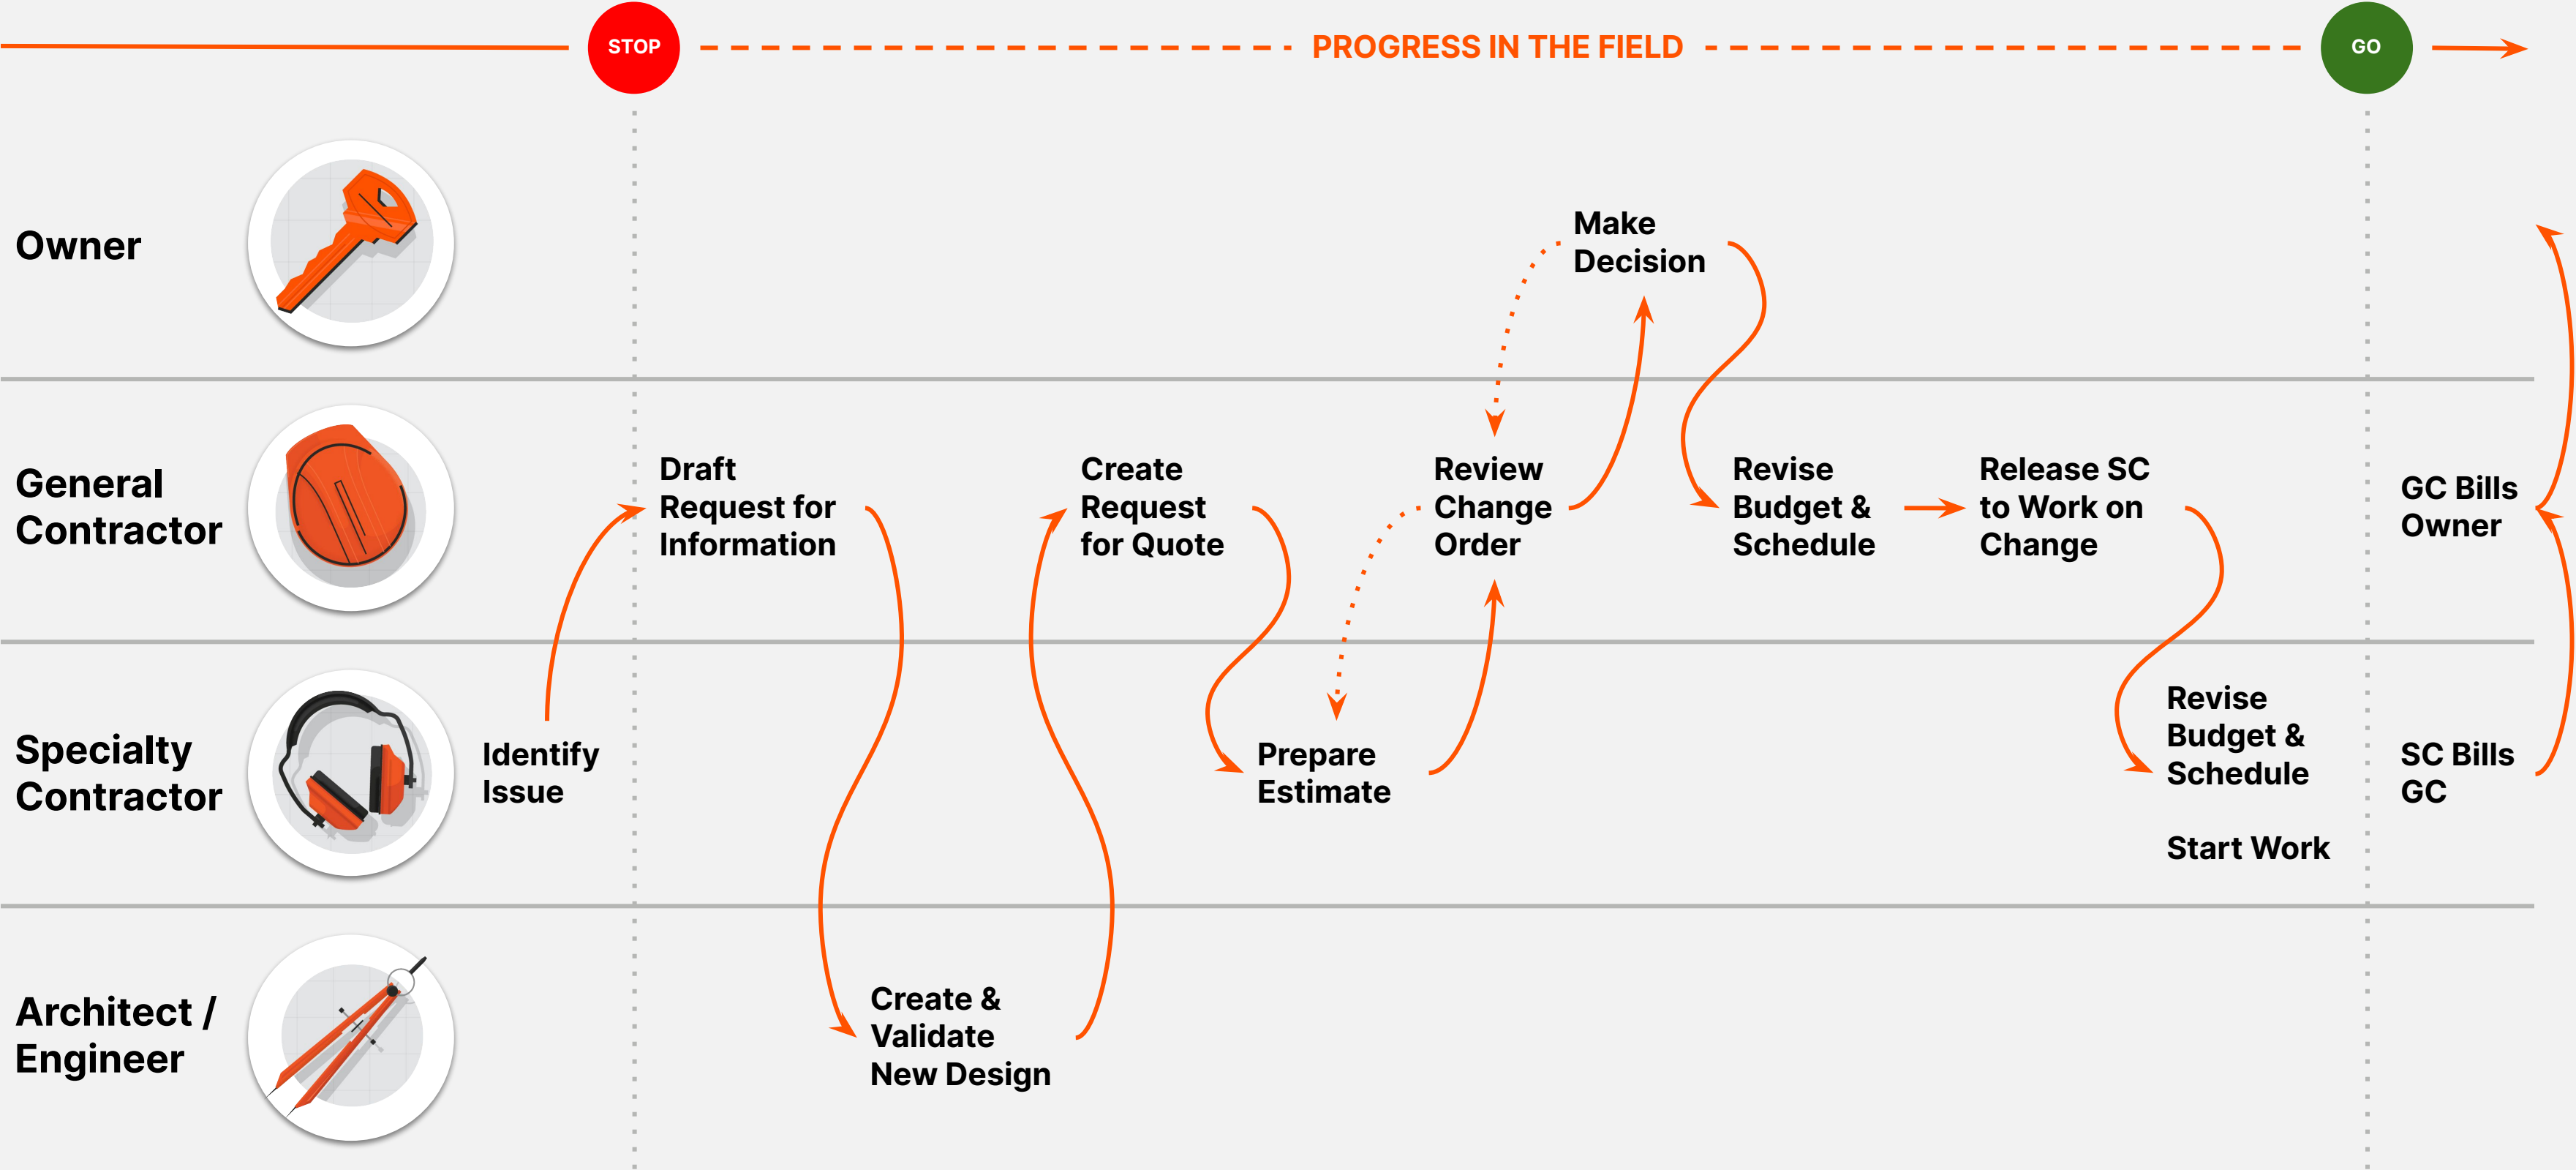 STOP
PROGRESS IN THE FIELD
GO
Owner
Make
Decision
General
Contractor
Draft
Request for
Information
Create
Request
for Quote
Review
Change
Order
Revise
Budget &
Schedule
Release SC
to Work on
Change
GC Bills
Owner
Specialty
Contractor
Identify
Issue
Prepare
Estimate
Revise
Budget &
Schedule
Start Work
SC Bills
GC
Architect /
Engineer
Create &
Validate
New Design